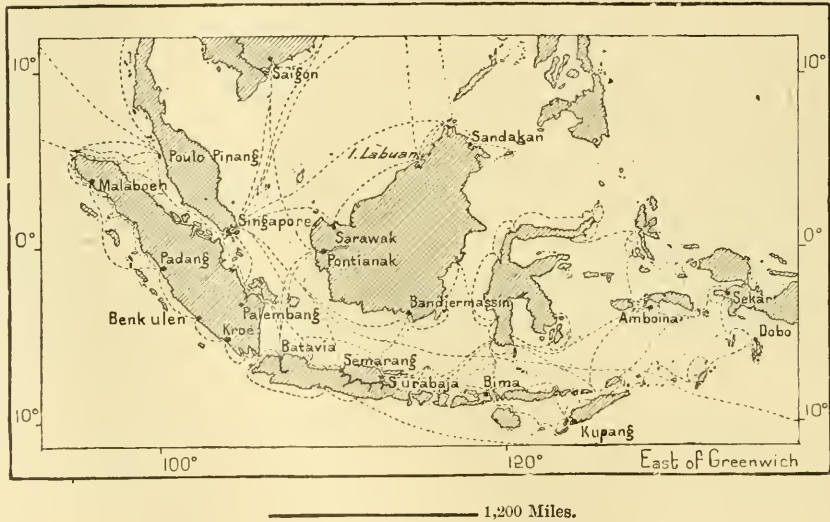 10°
10°
Saigon
Sandakan
I. Labuan
Poulo Pinang
Malaboeh
Singapore
0°
0°
Sarawak
Pontianak
Padang
Bandjermassin
Sekar
Palembang
Amboina
Benkulen
Kroë
Dobo
Batavia
Semarang
Surabaja
Bima
10°
10°
Kupang
100°
120°
East of Greenwich
1,200 Miles.